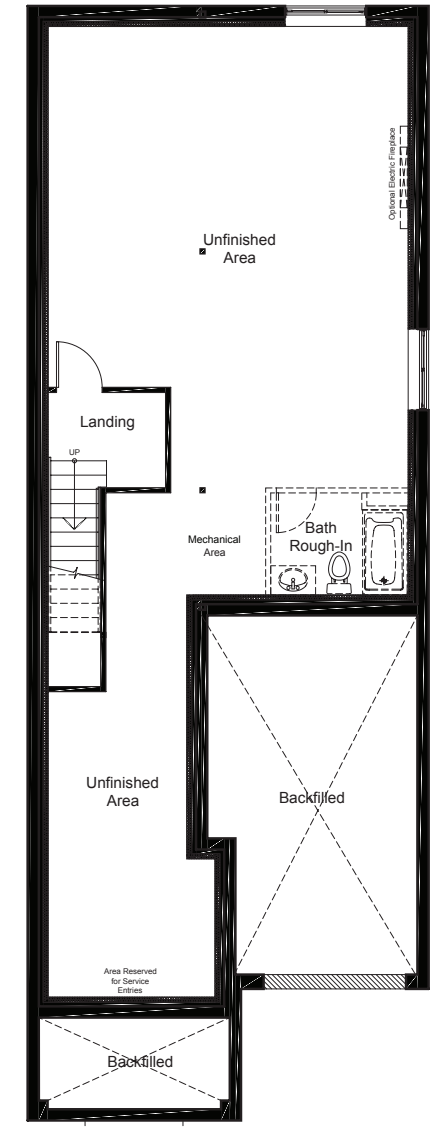 Optional Electric Fireplace
Unfinished
Area
Landing
UP
Bath
Rough-In
Mechanical
Area
Unfinished
Area
Backfilled
Area Reserved
for Service
Entries
Backfilled